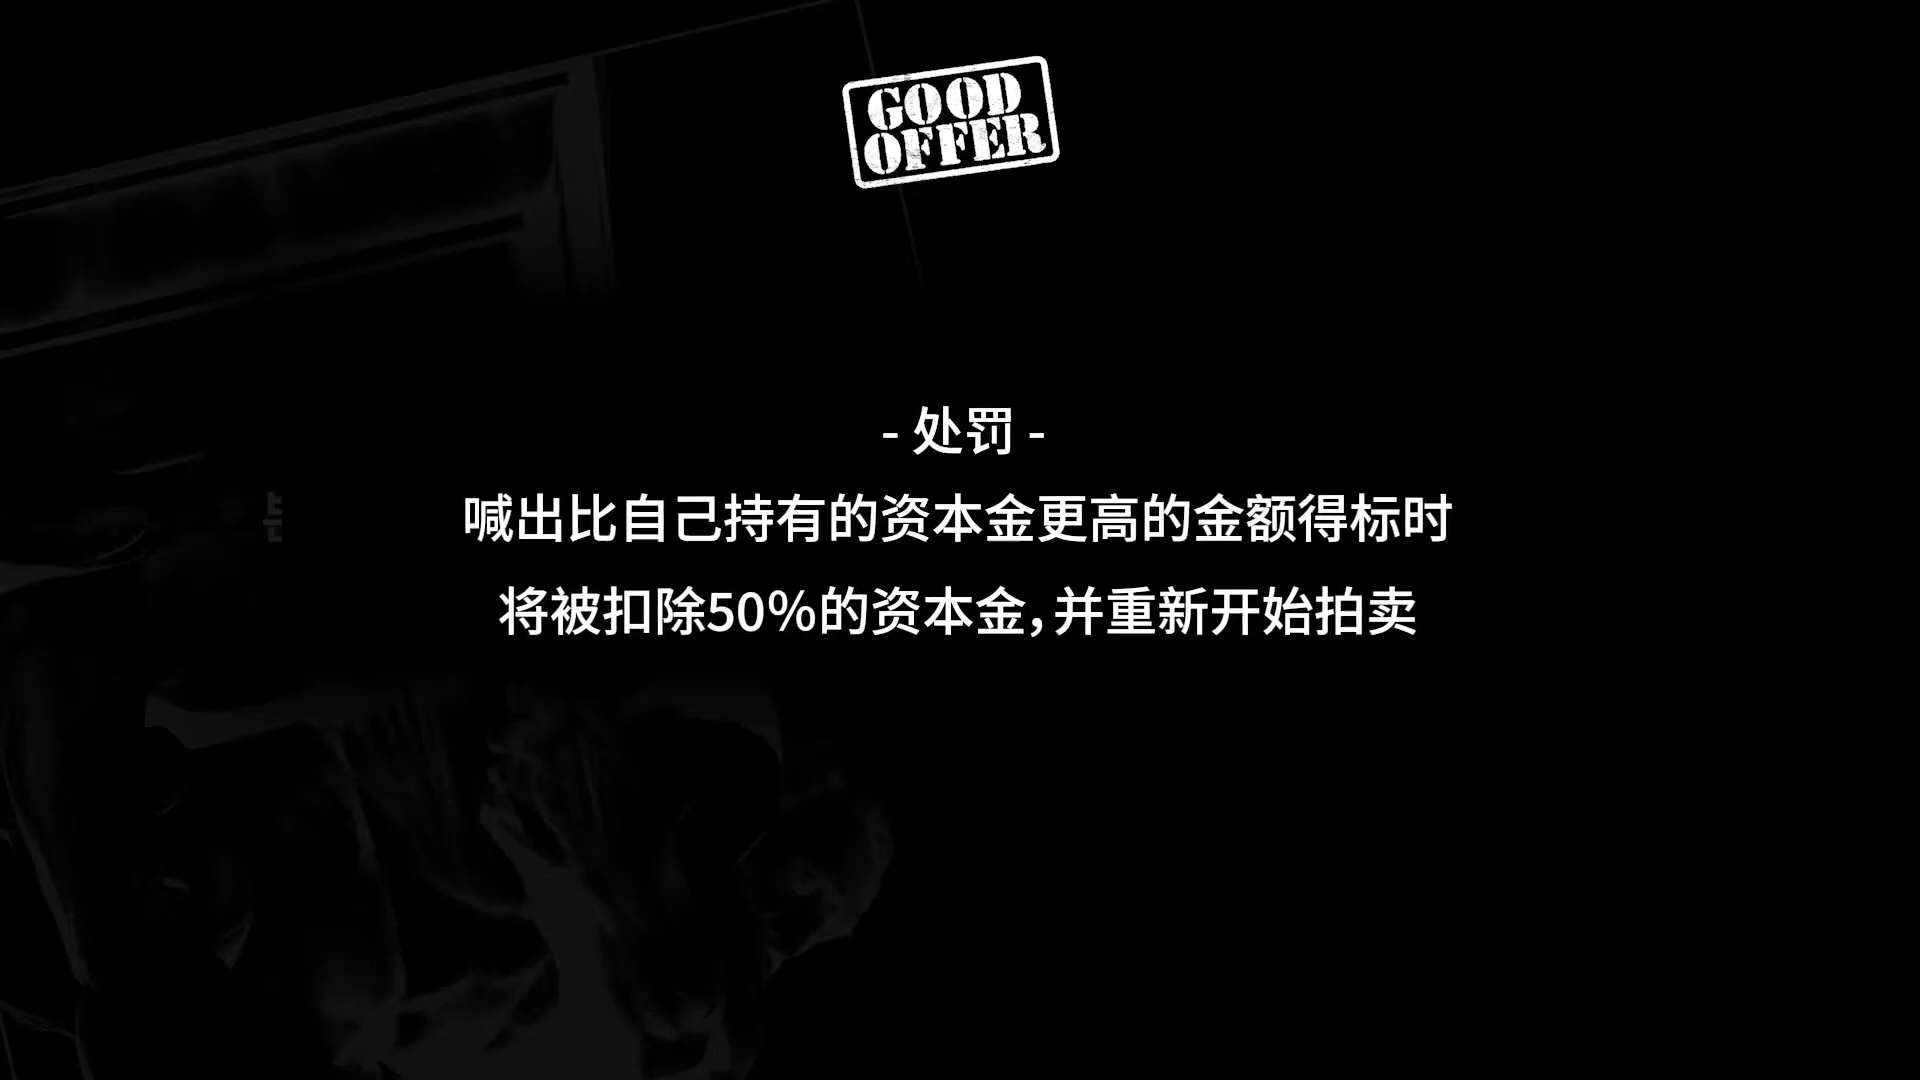 GOOD
OFFER
- 处罚 -
喊出比自己持有的资本金更高的金额得标时
将被扣除50%的资本金，并重新开始拍卖